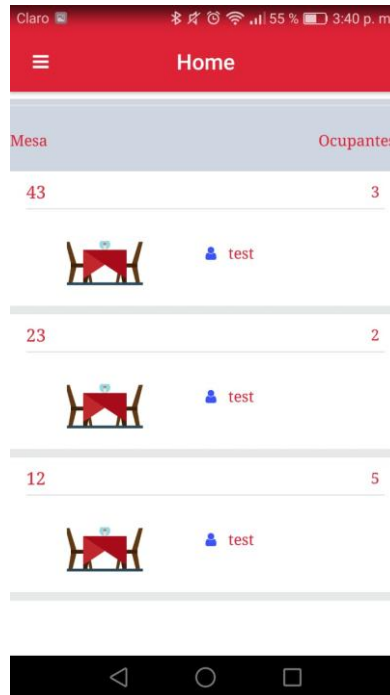 Claro 55 % 3:40 p. m
Home
Mesa Ocupantes
43 3
test
23 2
test
12 5
test